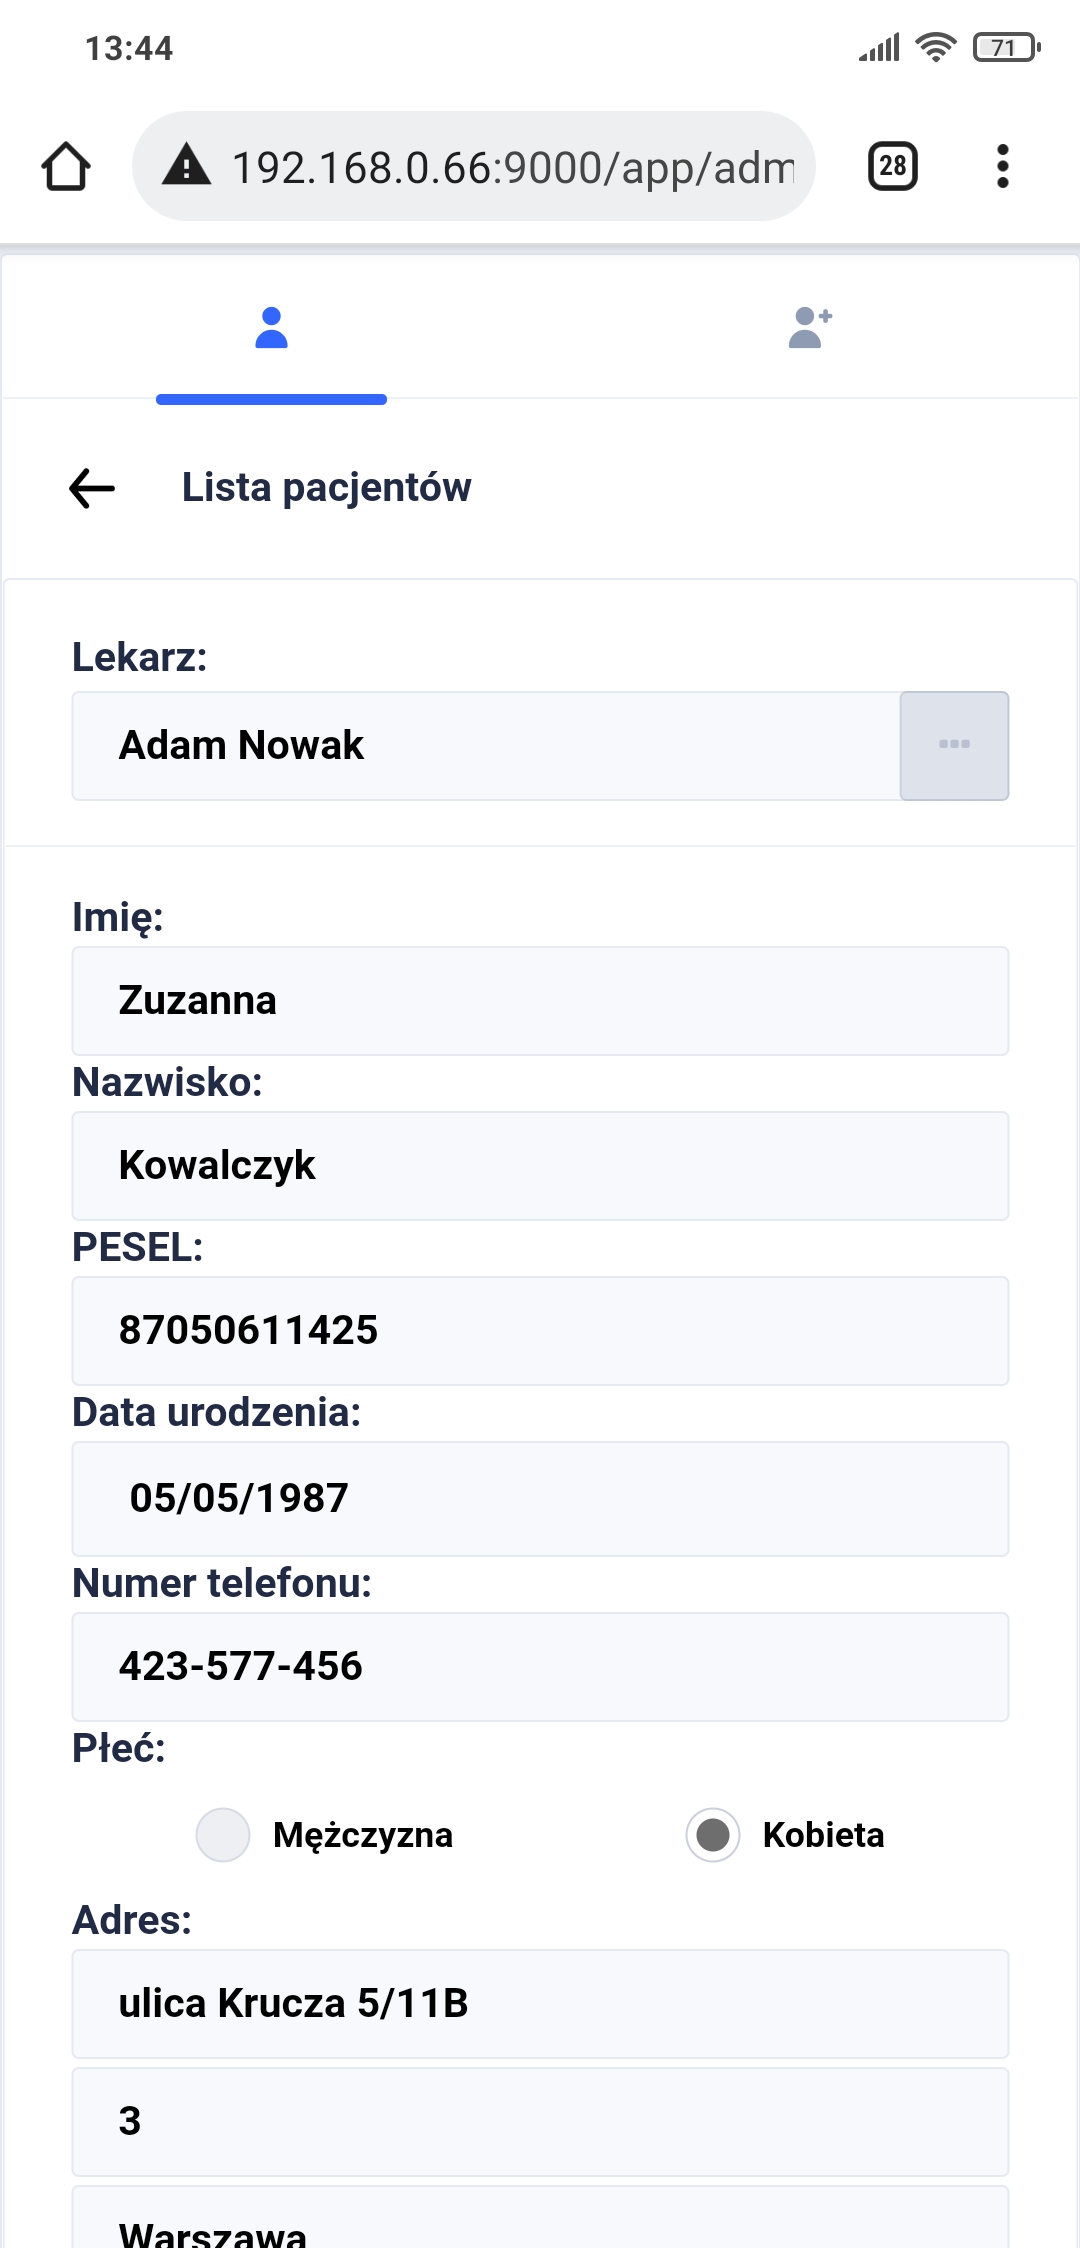 13:44
71
192.168.0.66:9000/app/adm
28
Lista pacjentów
Lekarz:
Adam Nowak
Imię:
Zuzanna
Nazwisko:
Kowalczyk
PESEL:
87050611425
Data urodzenia:
05/05/1987
Numer telefonu:
423-577-456
Płeć:
Mężczyzna Kobieta
Adres:
ulica Krucza 5/11B
3
Warszawa